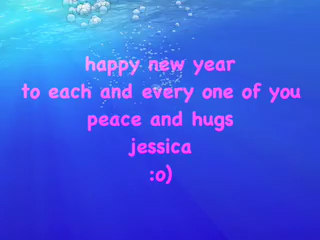 happy new year
to each and every one of you
peace and hugs
jessica
:o)